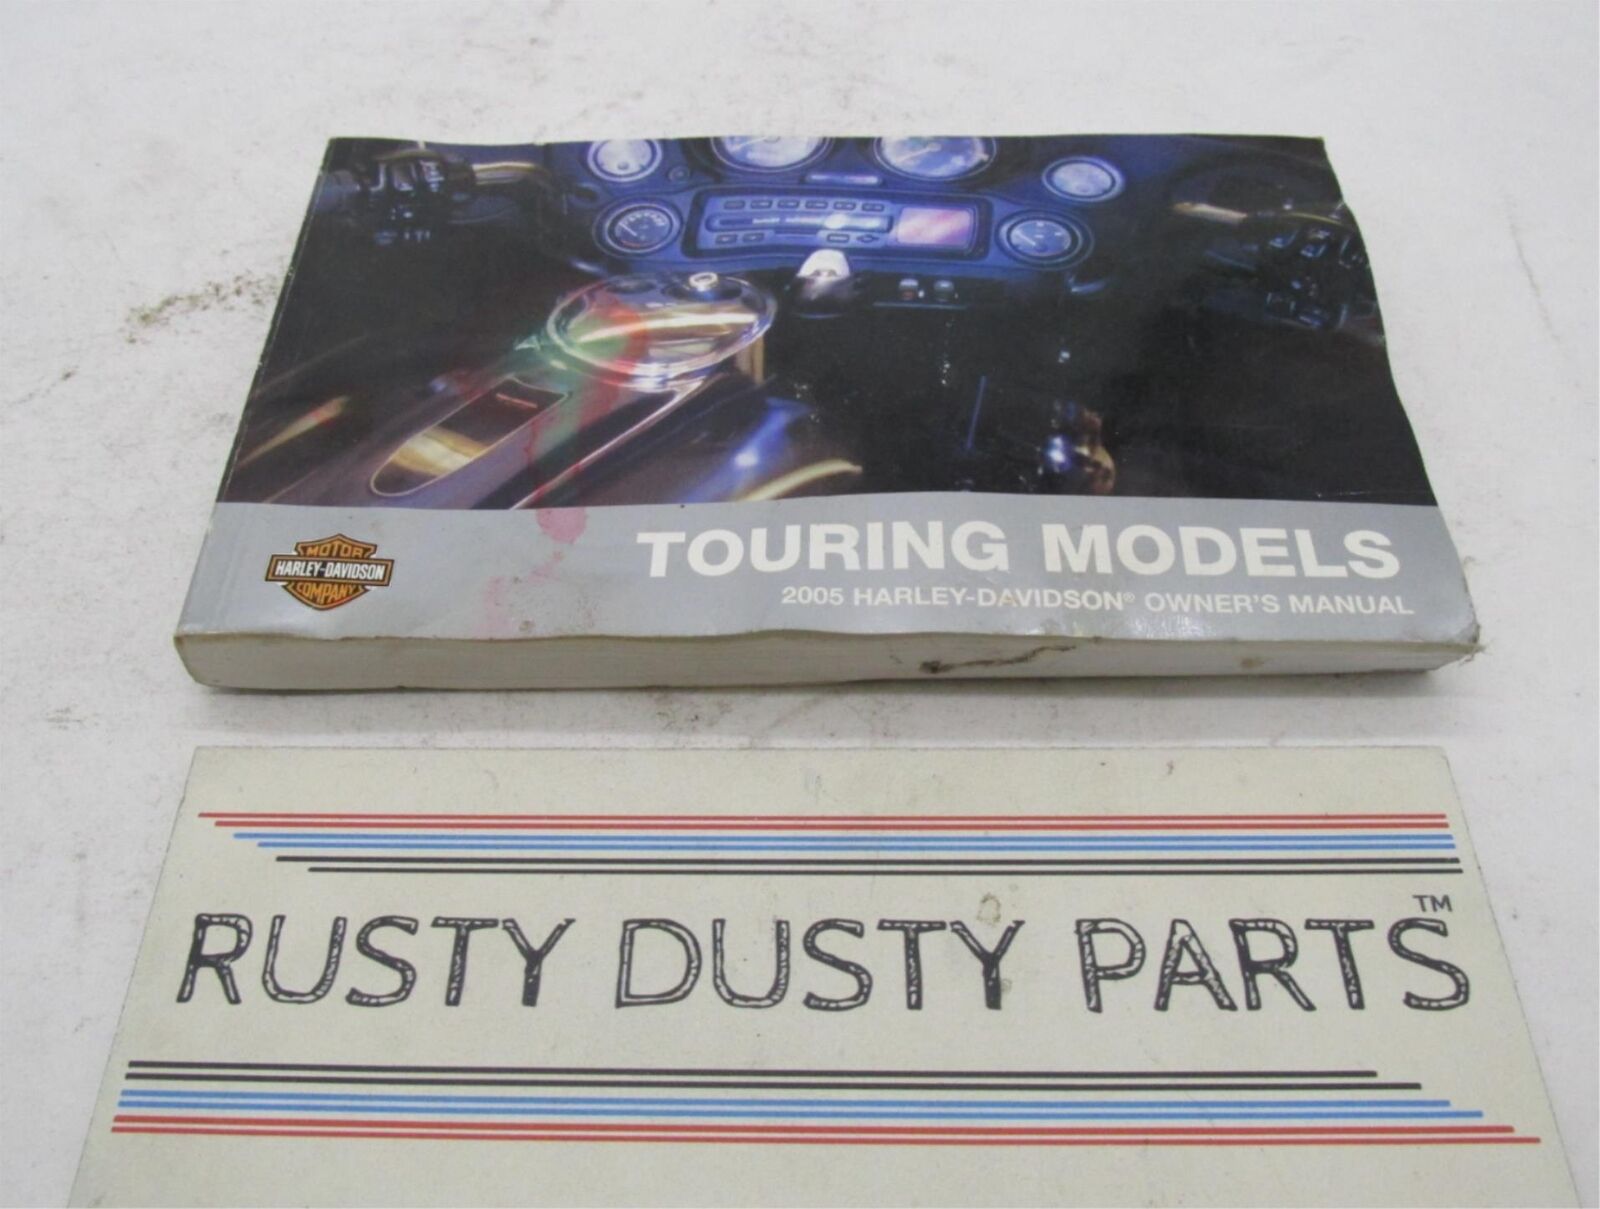 TOURING MODELS
2005 HARLEY-DAVIDSON® OWNER'S MANUAL
MOTOR
HARLEY-DAVIDSON
COMPANY
RUSTY DUSTY PARTS™